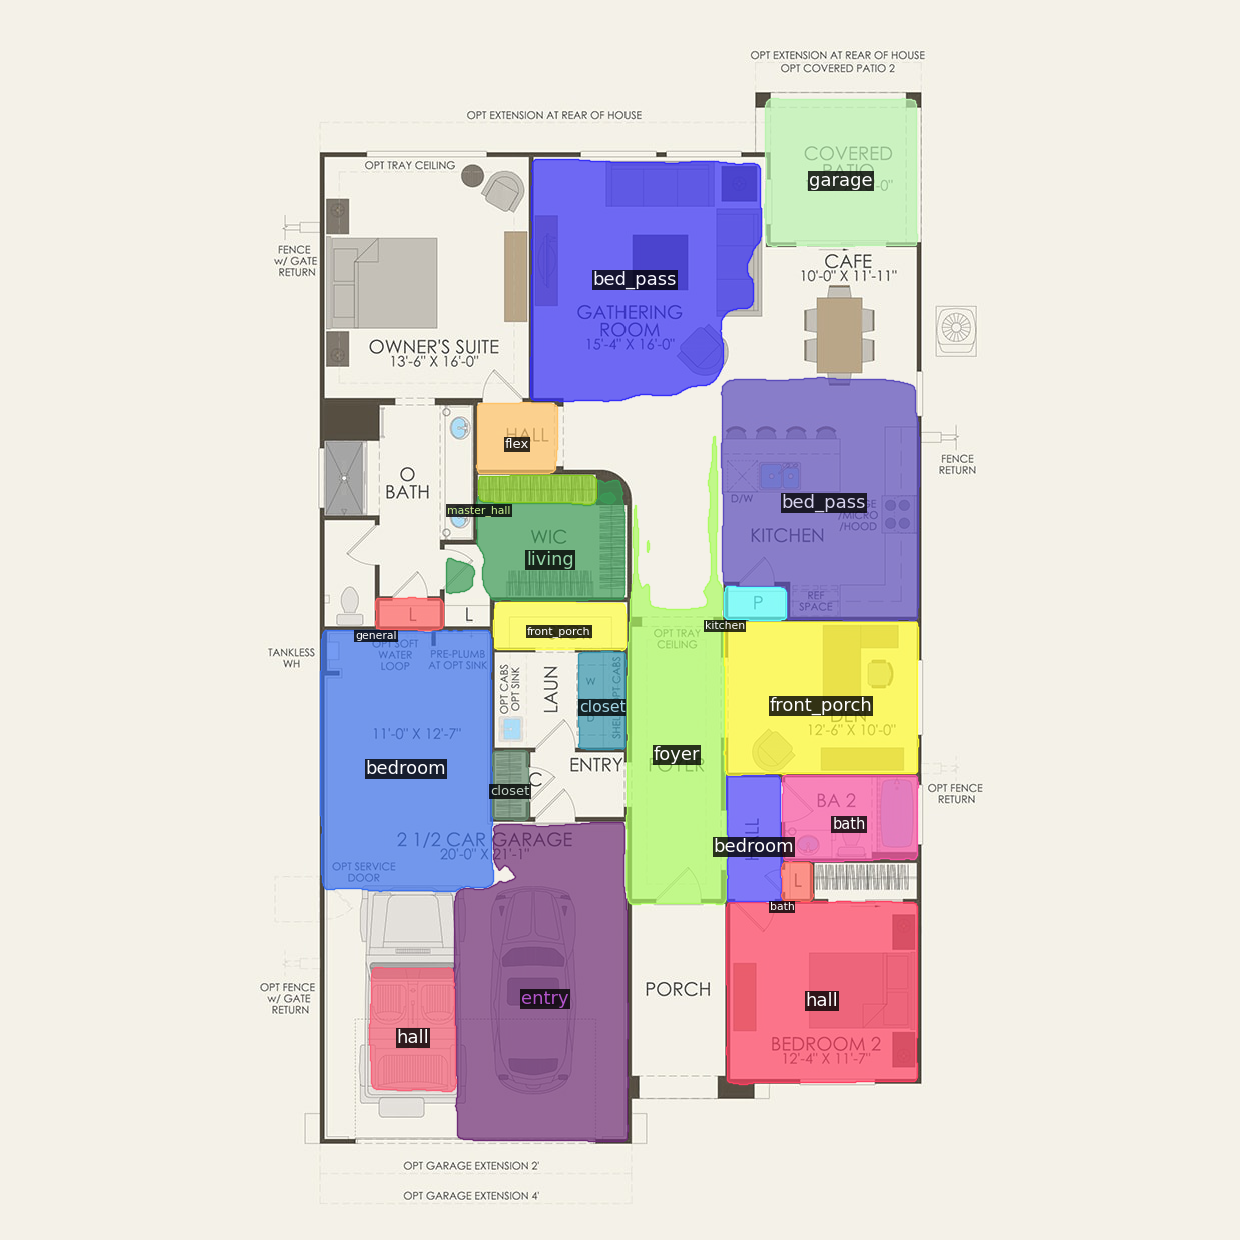 OPT EXTENSION AT REAR OF HOUSE
OPT COVERED PATIO 2
OPT EXTENSION AT REAR OF HOUSE
COVERED
PATIO
garage
OPT TRAY CEILING
FENCE
w/ GATE
RETURN
CAFE
10'-0" X 11'-11"
bed_pass
GATHERING
ROOM
15'-4" X 16'-0"
OWNER'S SUITE
13'-6" X 16'-0"
HALL
flex
FENCE
RETURN
O
BATH
master_hall
D/W
bed_pass
/MICRO
/HOOD
KITCHEN
WIC
living
P
REF
SPACE
kitchen
L
L
general
front_porch
OPT TRAY
CEILING
TANKLESS
WH
OPT SOFT
WATER
LOOP
PRE-PLUMB
AT OPT SINK
OPT CABS
OPT SINK
LAUN
W
closet
front_porch
DEN
12'-6" X 10'-0"
11'-0" X 12'-7"
bedroom
foyer
FOYER
ENTRY
C
closet
OPT FENCE
RETURN
BA 2
bath
HALL
bedroom
2 1/2 CAR GARAGE
20'-0" X 21'-1"
OPT SERVICE
DOOR
L
bath
PORCH
OPT FENCE
w/ GATE
RETURN
entry
hall
hall
BEDROOM 2
12'-4" X 11'-7"
OPT GARAGE EXTENSION 2'
OPT GARAGE EXTENSION 4'